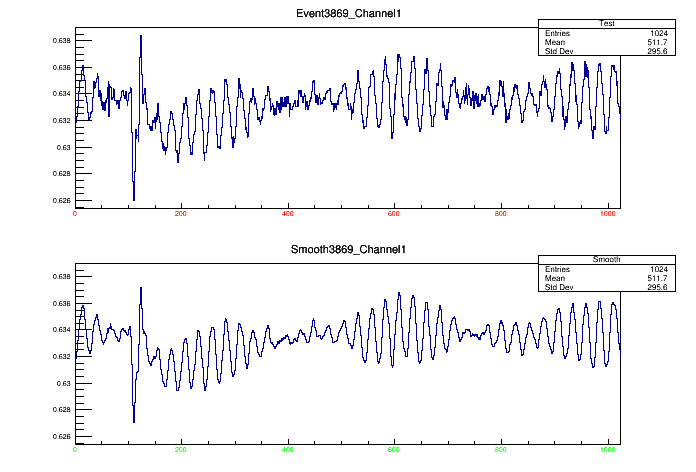 Event3869_Channel1
Test
Entries 1024
Mean 511.7
Std Dev 295.6
0.638
0.636
0.634
0.632
0.63
0.628
0.626
0 200 400 600 800 1000
Smooth3869_Channel1
Smooth
Entries 1024
Mean 511.7
Std Dev 295.6
0.638
0.636
0.634
0.632
0.63
0.628
0.626
0 200 400 600 800 1000